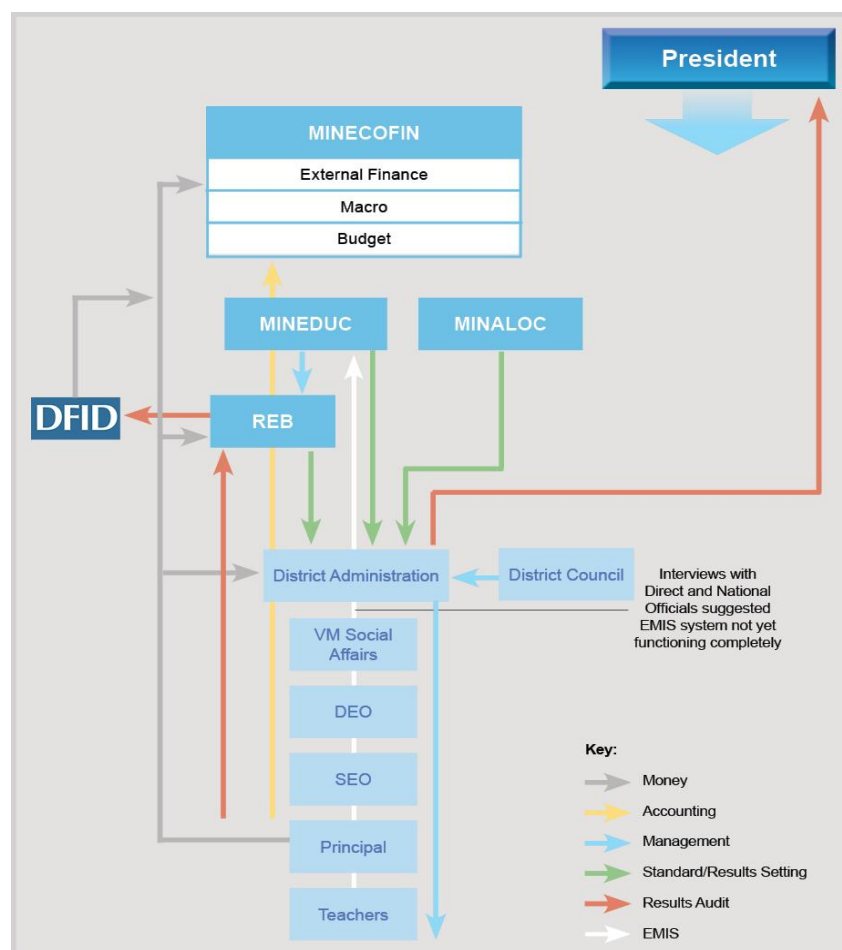 President
MINECOFIN
External Finance
Macro
Budget
MINEDUC
MINALOC
DFID
REB
District Administration
District Council
Interviews with
Direct and National
Officials suggested
EMIS system not yet
functioning completely
VM Social
Affairs
DEO
SEO
Principal
Teachers
Key:
Money
Accounting
Management
Standard/Results Setting
Results Audit
EMIS